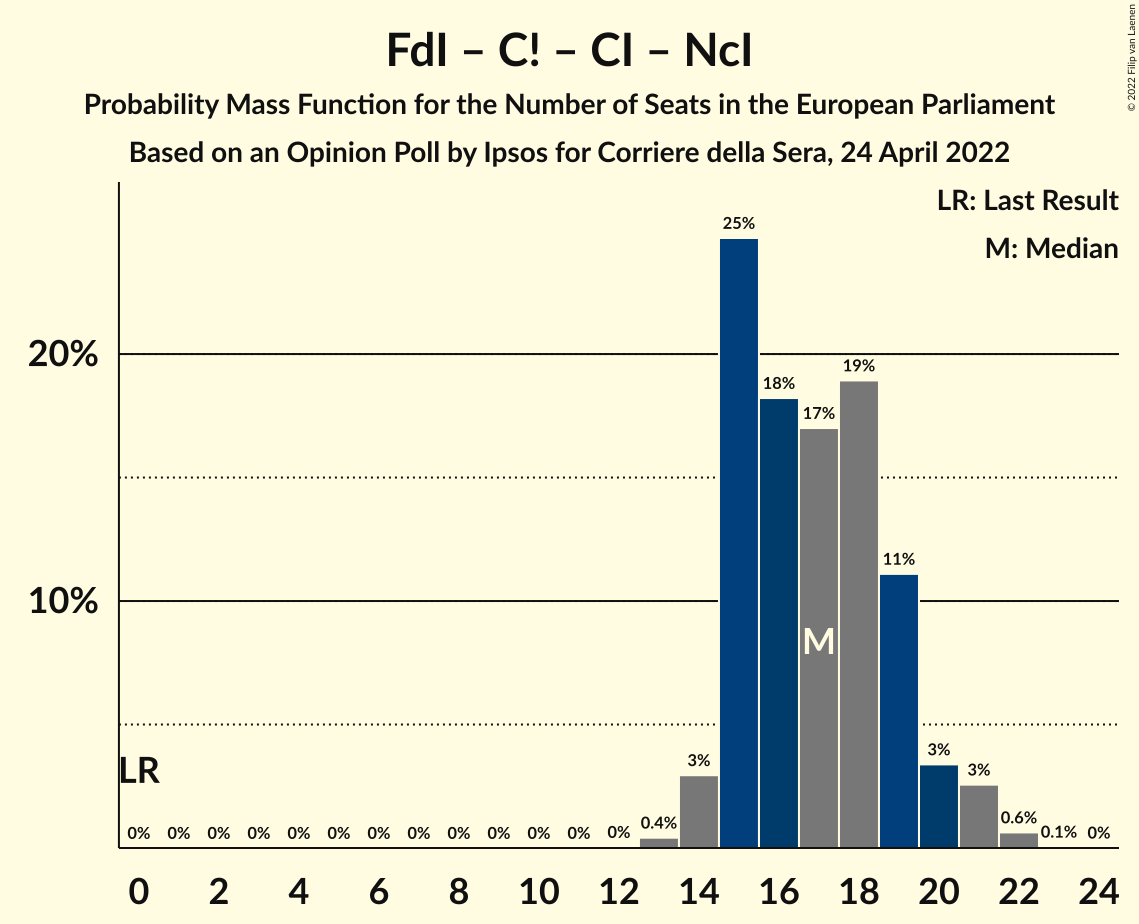 FdI – C! – CI – NcI
Probability Mass Function for the Number of Seats in the European Parliament
Based on an Opinion Poll by Ipsos for Corriere della Sera, 24 April 2022
© 2022 Filip van Laenen
LR: Last Result
M: Median
25%
20%
19%
18%
17%
11%
10%
M
LR
3%
3%
3%
0% 0% 0% 0% 0% 0% 0% 0% 0% 0% 0% 0% 0% 0.4% 0.6% 0.1% 0%
0 2 4 6 8 10 12 14 16 18 20 22 24